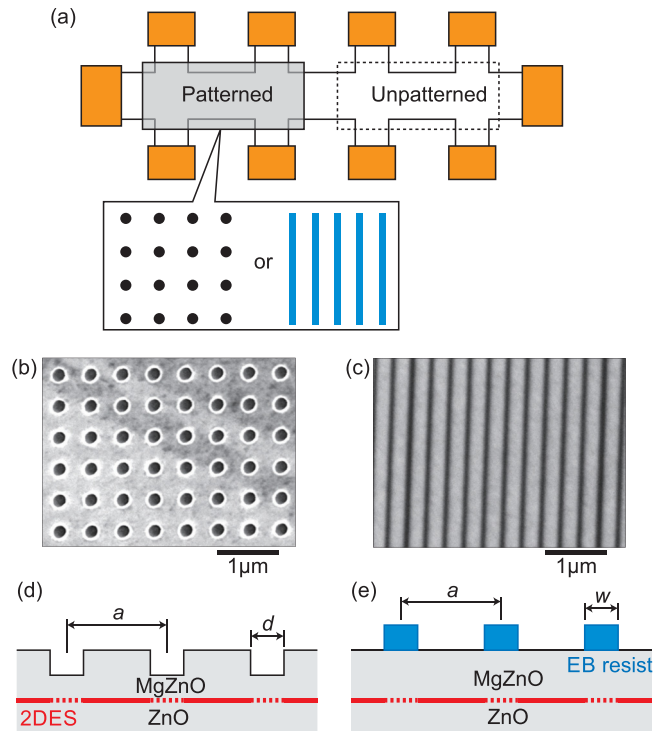 (a)
Patterned
Unpatterned
or
(b)
(c)
1μm
1μm
(d)
(e)
a
d
a
w
MgZnO
2DES
ZnO
EB resist
MgZnO
ZnO